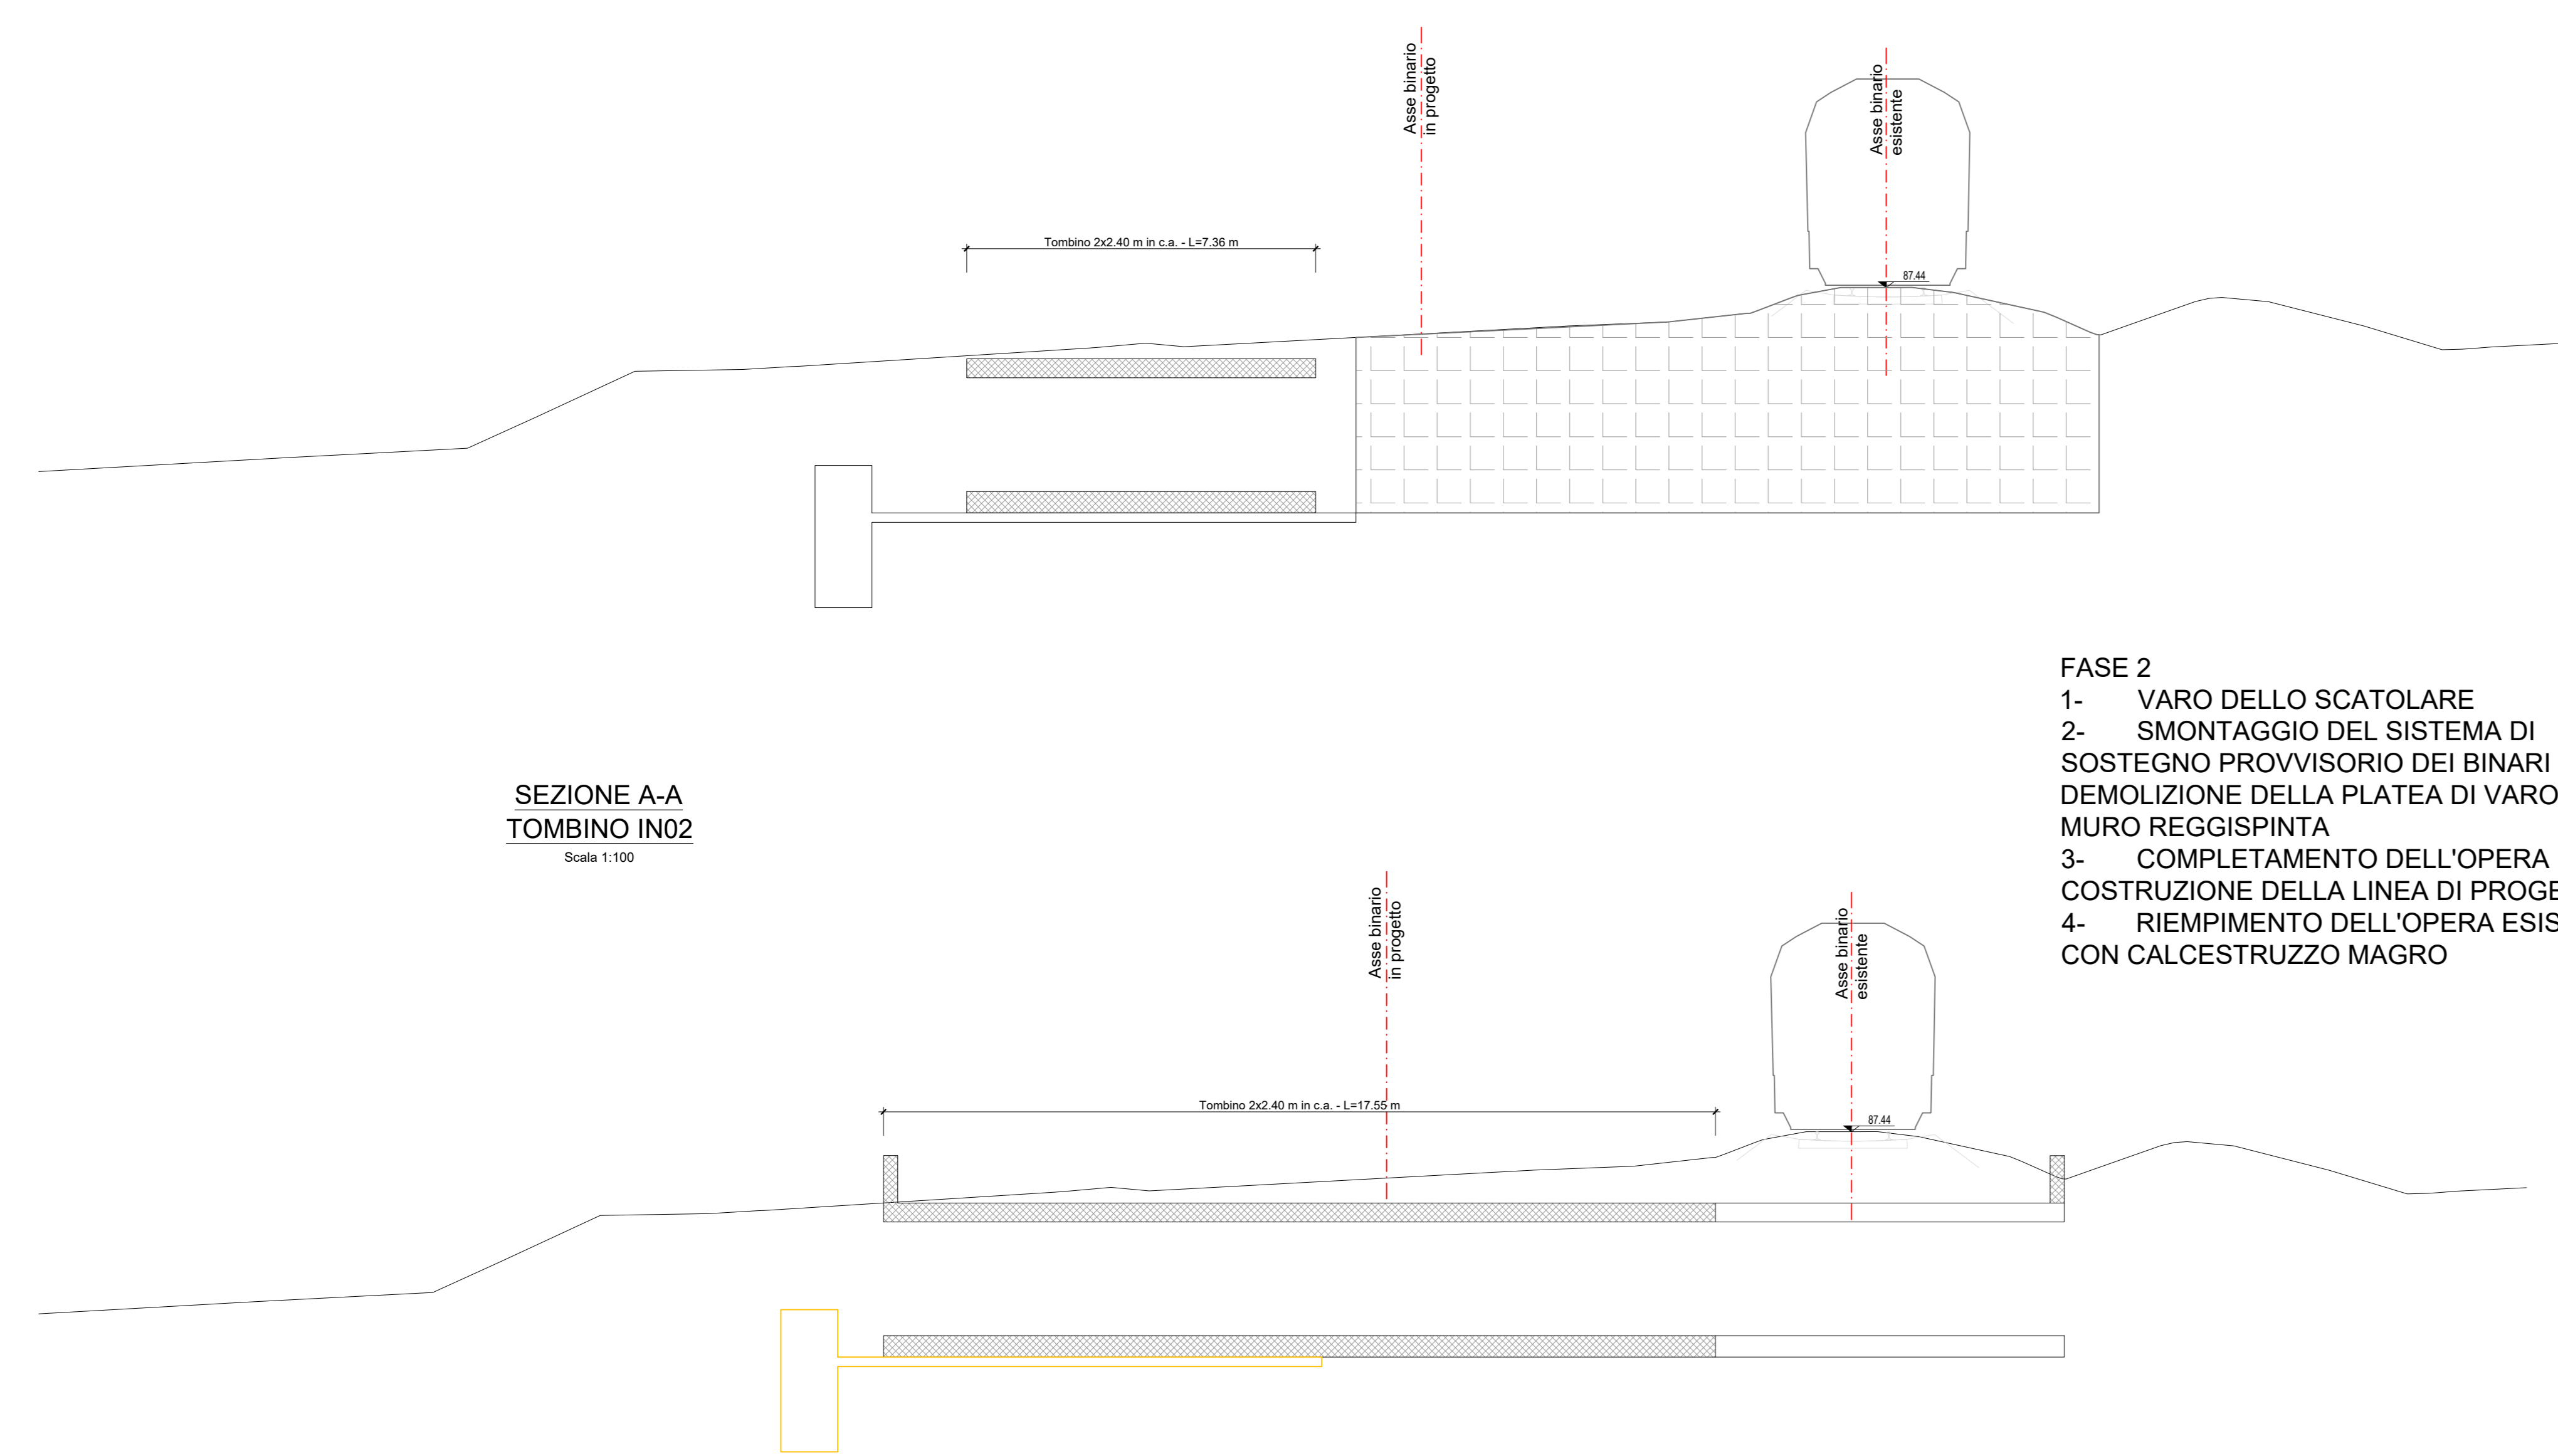 Asse binario
in progetto
Asse binario
esistente
Tombino 2x2.40 m in c.a. - L=7.36 m
87.44
FASE 2
1- VARO DELLO SCATOLARE
2- SMONTAGGIO DEL SISTEMA DI
SOSTEGNO PROVVISORIO DEI BINARI
DEMOLIZIONE DELLA PLATEA DI VARO
MURO REGGISPINTA
3- COMPLETAMENTO DELL'OPERA
COSTRUZIONE DELLA LINEA DI PROGE
4- RIEMPIMENTO DELL'OPERA ESIS
CON CALCESTRUZZO MAGRO
SEZIONE A-A
TOMBINO IN02
Scala 1:100
Asse binario
in progetto
Asse binario
esistente
Tombino 2x2.40 m in c.a. - L=17.55 m
87.44